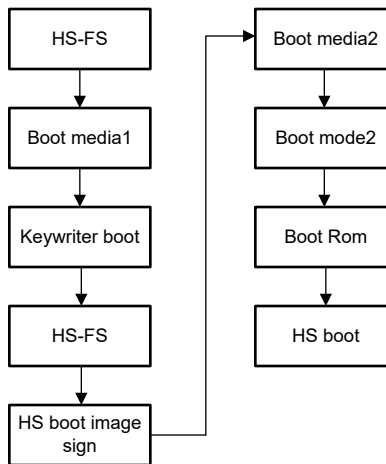 HS-FS
Boot media1
Keywriter boot
HS-FS
HS boot image
sign
Boot media2
Boot mode2
Boot Rom
HS boot